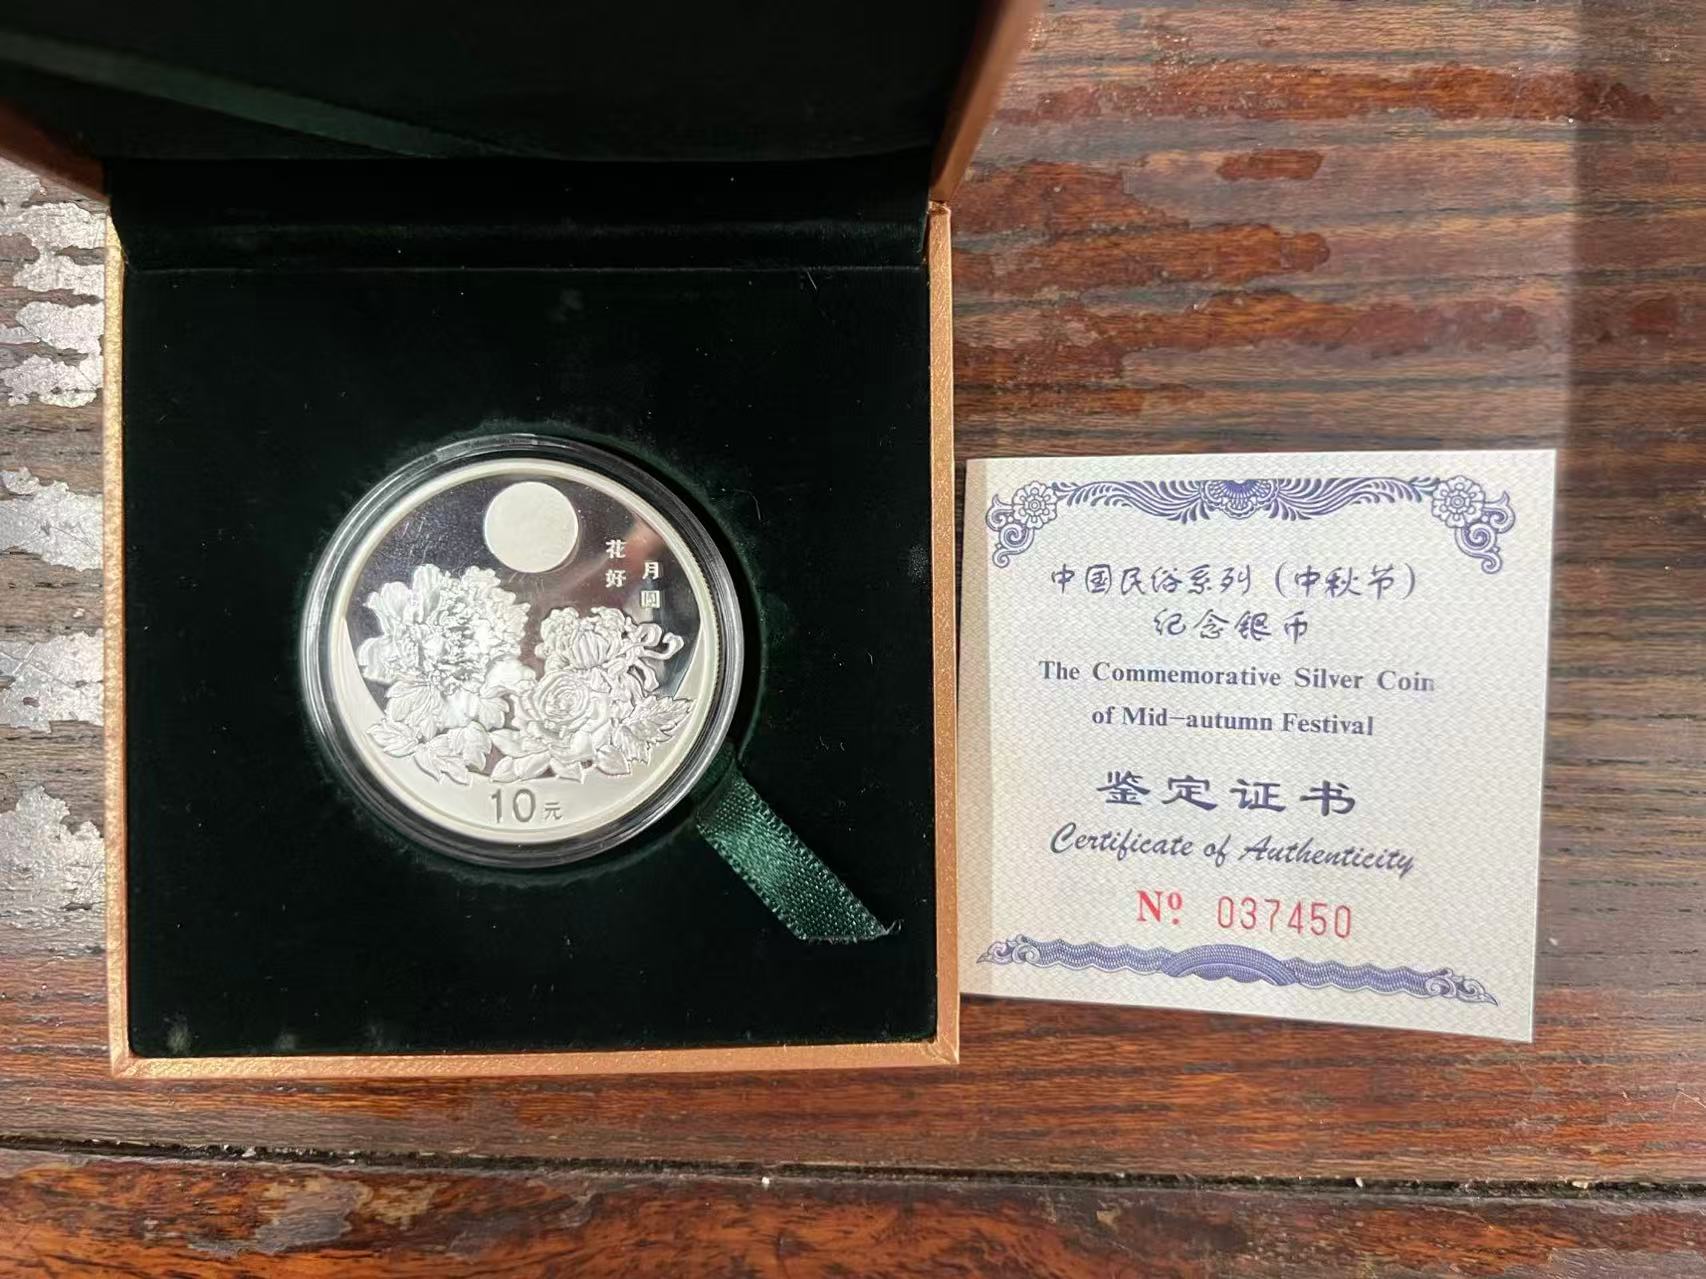 花好
月圆
10元
中国民俗系列（中秋节）
纪念银币
The Commemorative Silver Coin
of Mid-autumn Festival
鉴定证书
Certificate of Authenticity
Nº 037450